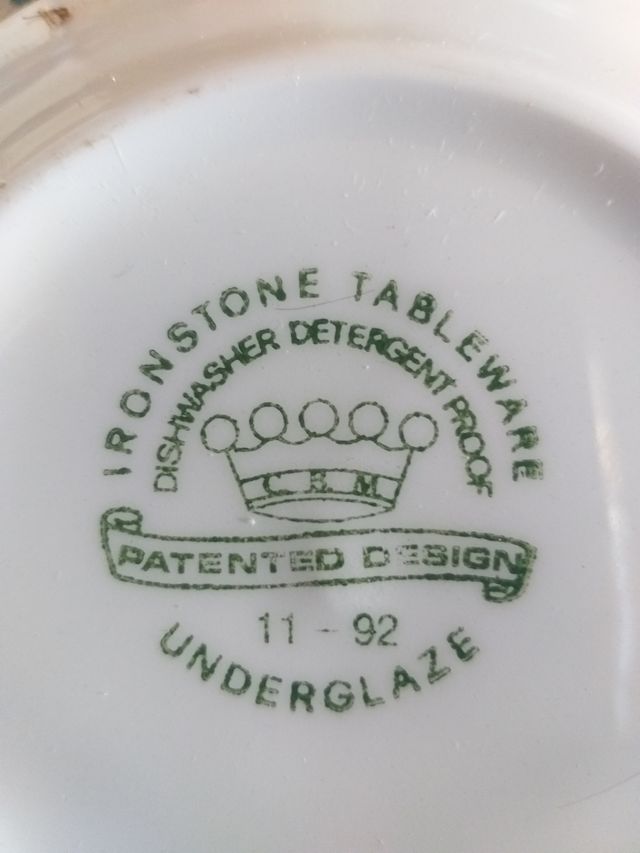 IRONSTONE TABLEWARE
DISHWASHER DETERGENT PROOF
PATENTED DESIGN
11 - 92
UNDERGLAZE